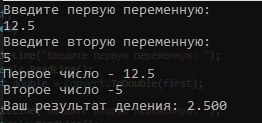 Введите первую переменную:
12.5
Введите вторую переменную:
5
Первое число - 12.5
Второе число -5
Ваш результат деления: 2.500